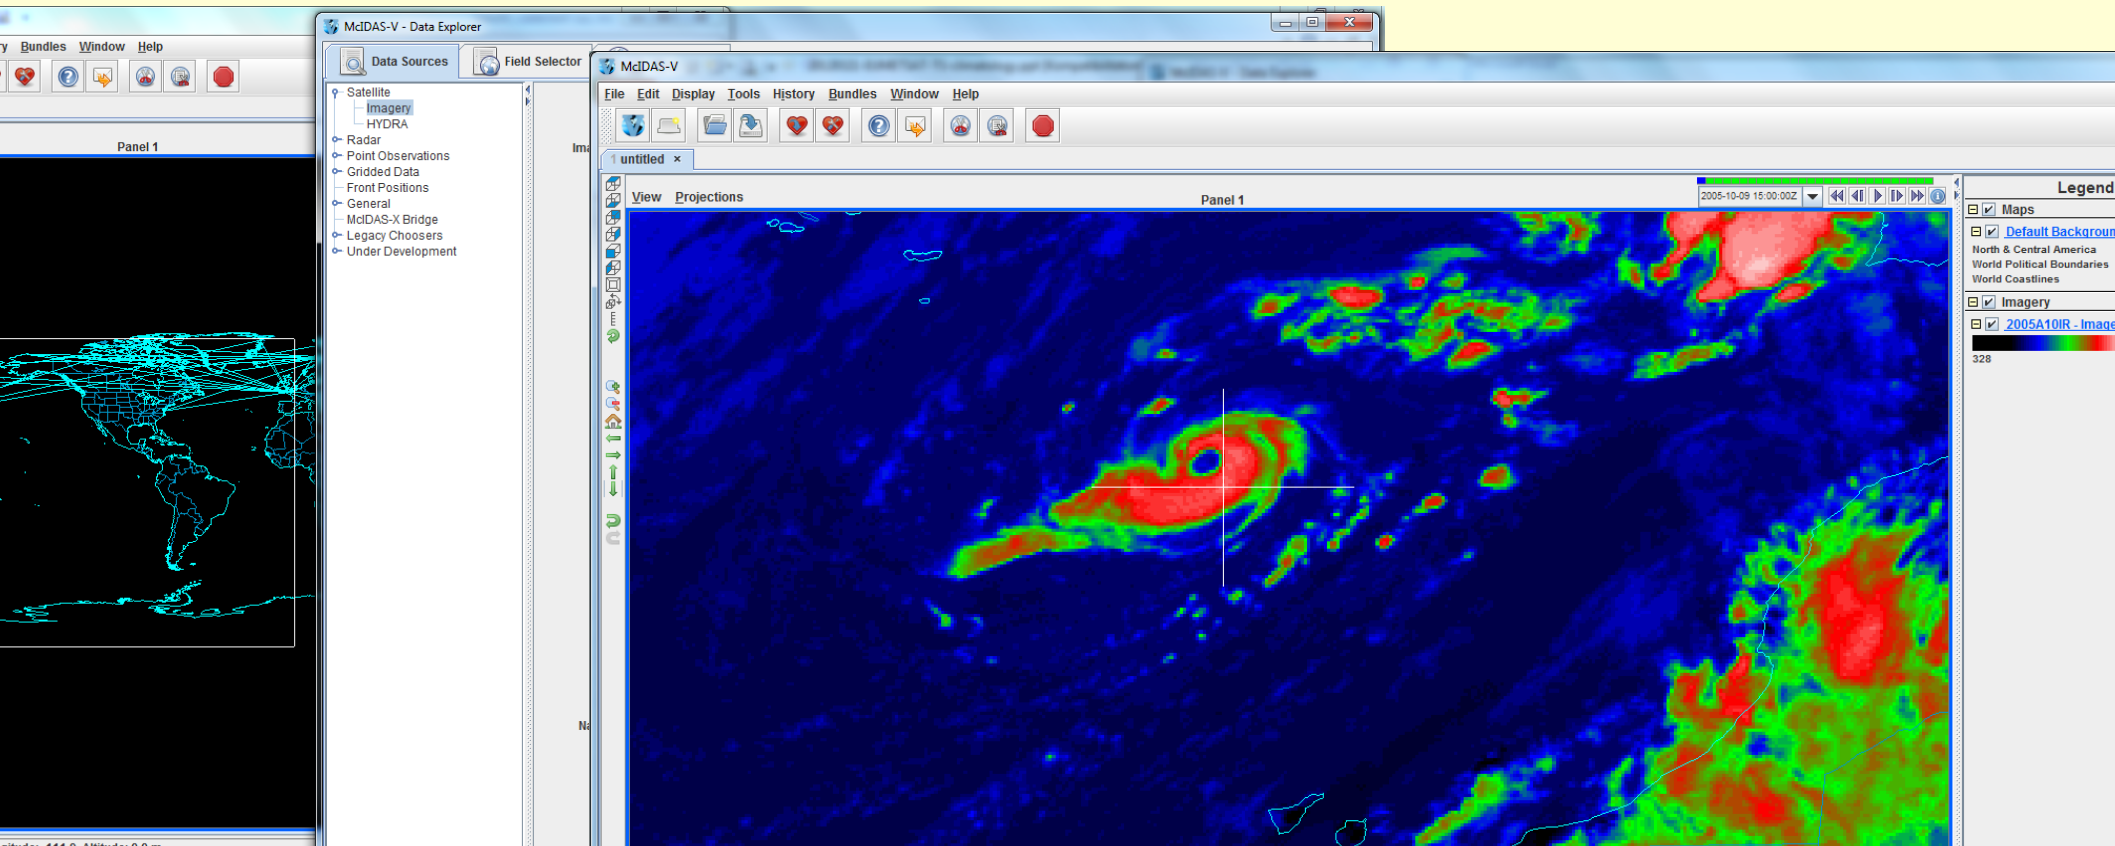 McIDAS-V - Data Explorer
y Bundles Window Help
Data Sources Field Selector
McIDAS-V
Satellite
Imagery
HYDRA
Radar
Point Observations
Gridded Data
Front Positions
General
McIDAS-X Bridge
Legacy Choosers
Under Development
Panel 1
Ima
Na
File Edit Display Tools History Bundles Window Help
1 untitled ×
View Projections
Panel 1
2005-10-09 15:00:00Z
Legend
Maps
Default Backgroun
North & Central America
World Political Boundaries
World Coastlines
Imagery
2005A10IR - Image
328